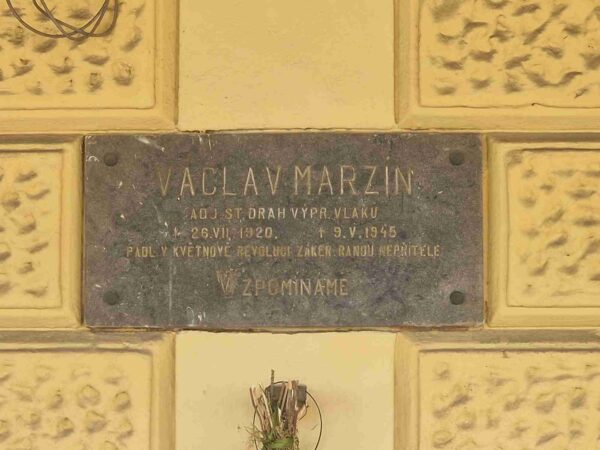 VÁCLAV MARZIN
ADJ. ST. DRAH VÝPR. VLAKŮ
* 26. VII. 1920. † 9. V. 1945
PADL V KVĚTNOVÉ REVOLUCI ZÁKEŘ. RANOU NEPŘÍTELE
VZPOMÍNÁME